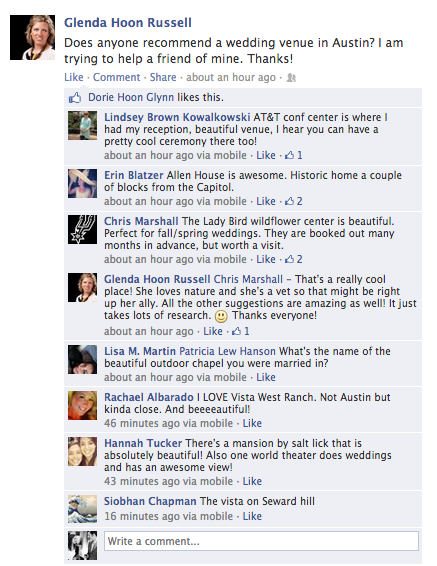 Glenda Hoon Russell
Does anyone recommend a wedding venue in Austin? I am
trying to help a friend of mine. Thanks!
Like · Comment · Share · about an hour ago ·
Dorie Hoon Glynn likes this.
Lindsey Brown Kowalkowski AT&T conf center is where I
had my reception, beautiful venue, I hear you can have a
pretty cool ceremony there too!
about an hour ago via mobile · Like · 1
Erin Blatzer Allen House is awesome. Historic home a couple
of blocks from the Capitol.
about an hour ago via mobile · Like · 2
Chris Marshall The Lady Bird wildflower center is beautiful.
Perfect for fall/spring weddings. They are booked out many
months in advance, but worth a visit.
about an hour ago via mobile · Like · 2
Glenda Hoon Russell Chris Marshall – That's a really cool
place! She loves nature and she's a vet so that might be right
up her ally. All the other suggestions are amazing as well! It just
takes lots of research. Thanks everyone!
about an hour ago · Like · 1
Lisa M. Martin Patricia Lew Hanson What's the name of the
beautiful outdoor chapel you were married in?
about an hour ago via mobile · Like
Rachael Albarado I LOVE Vista West Ranch. Not Austin but
kinda close. And beeeeautiful!
46 minutes ago via mobile · Like
Hannah Tucker There's a mansion by salt lick that is
absolutely beautiful! Also one world theater does weddings
and has an awesome view!
43 minutes ago via mobile · Like
Siobhan Chapman The vista on Seward hill
16 minutes ago via mobile · Like
Write a comment...